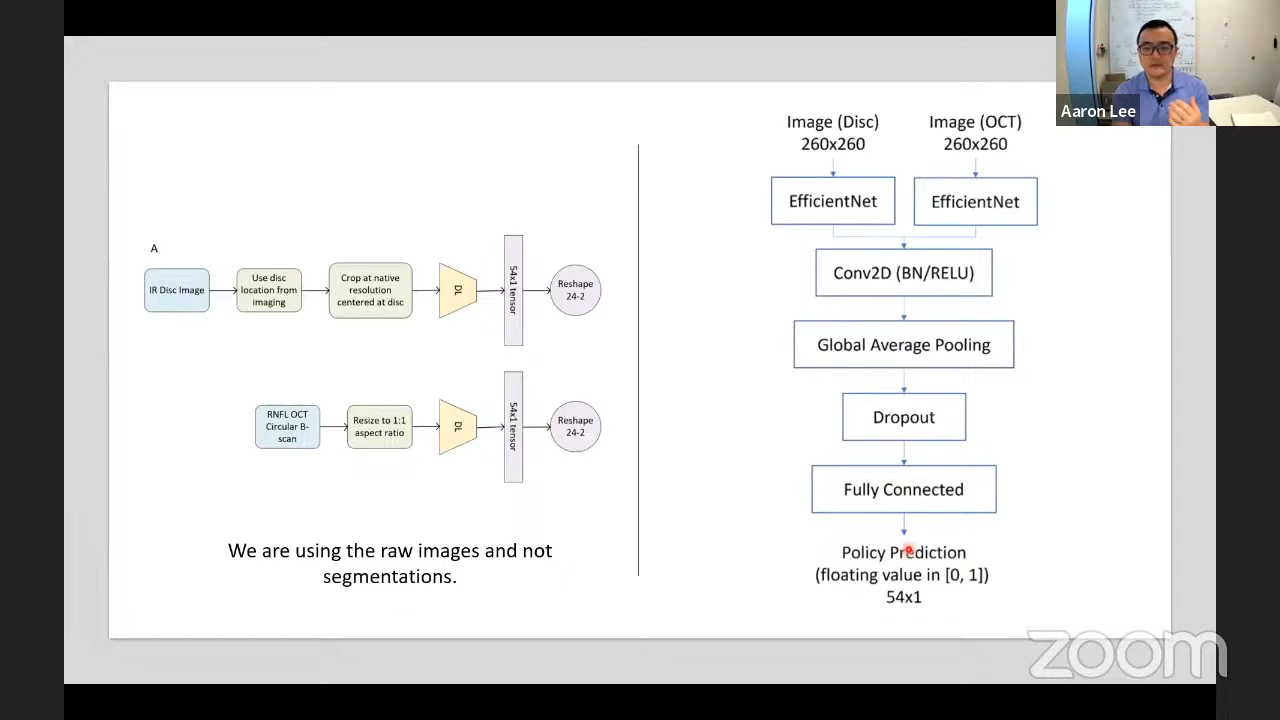 Aaron Lee
A
IR Disc Image
Use disc
location from
imaging
Crop at native
resolution
centered at disc
DL
54x1 tensor
Reshape
24-2
RNFL OCT
Circular B-
scan
Resize to 1:1
aspect ratio
DL
54x1 tensor
Reshape
24-2
We are using the raw images and not
segmentations.
Image (Disc)
260x260
Image (OCT)
260x260
EfficientNet
EfficientNet
Conv2D (BN/RELU)
Global Average Pooling
Dropout
Fully Connected
Policy Prediction
(floating value in [0, 1])
54x1
zoom